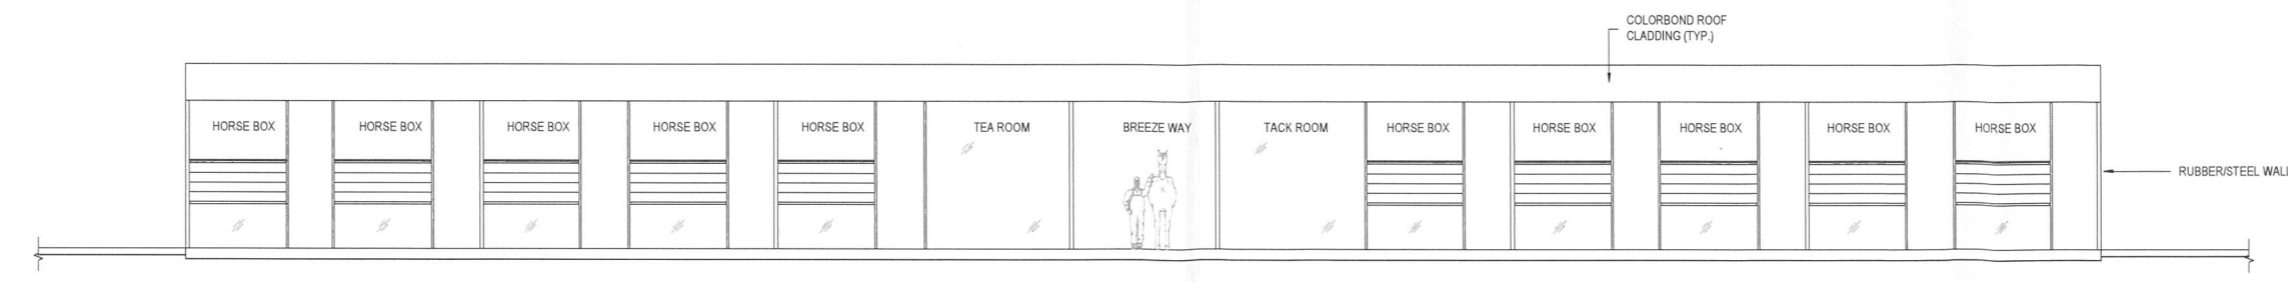 COLORBOND ROOF
CLADDING (TYP.)
HORSE BOX HORSE BOX HORSE BOX HORSE BOX HORSE BOX TEA ROOM BREEZE WAY TACK ROOM HORSE BOX HORSE BOX HORSE BOX HORSE BOX HORSE BOX
RUBBER/STEEL WALL